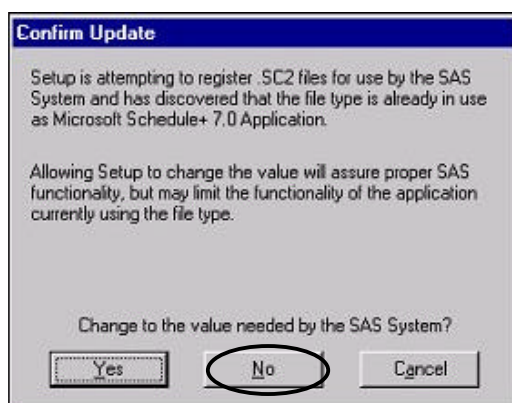 Confirm Update
Setup is attempting to register .SC2 files for use by the SAS
System and has discovered that the file type is already in use
as Microsoft Schedule+ 7.0 Application.
Allowing Setup to change the value will assure proper SAS
functionality, but may limit the functionality of the application
currently using the file type.
Change to the value needed by the SAS System?
Yes No Cancel